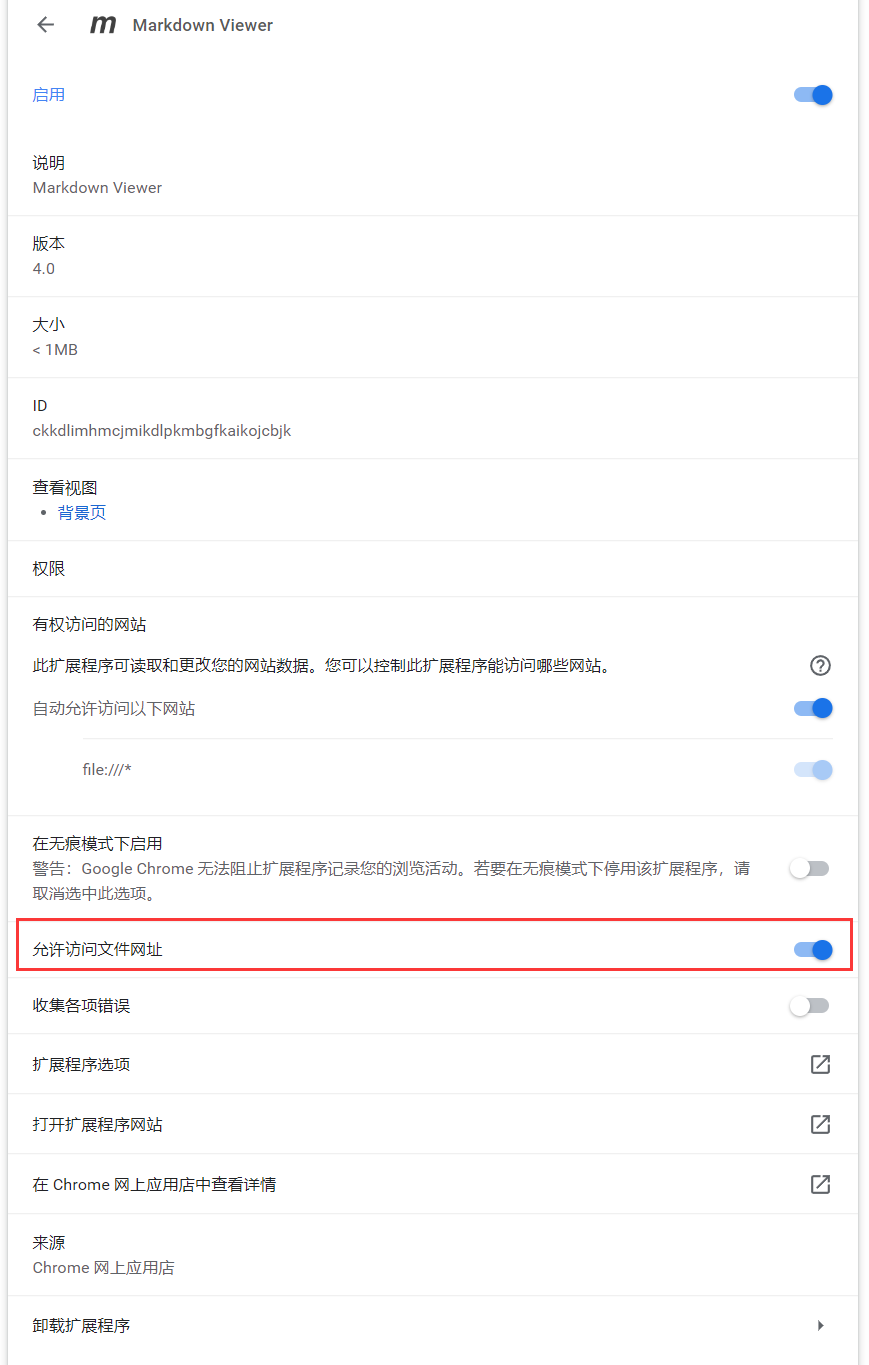 m Markdown Viewer
启用
说明
Markdown Viewer
版本
4.0
大小
< 1MB
ID
ckkdlimhmcjmikdlpkmbgfkaikojcbjk
查看视图
• 背景页
权限
有权访问的网站
此扩展程序可读取和更改您的网站数据。您可以控制此扩展程序能访问哪些网站。
自动允许访问以下网站
file:///*
在无痕模式下启用
警告：Google Chrome 无法阻止扩展程序记录您的浏览活动。若要在无痕模式下停用该扩展程序，请
取消选中此选项。
允许访问文件网址
收集各项错误
扩展程序选项
打开扩展程序网站
在 Chrome 网上应用店中查看详情
来源
Chrome 网上应用店
卸载扩展程序